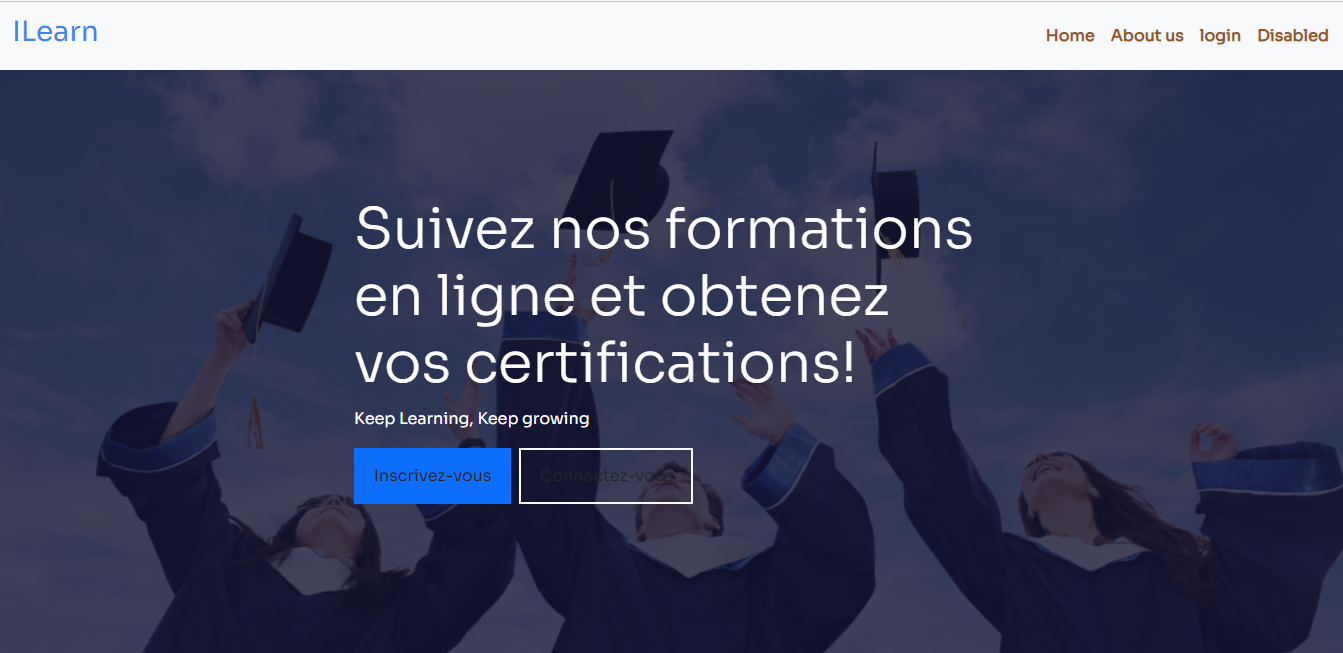 ILearn
Home About us login Disabled
Suivez nos formations
en ligne et obtenez
vos certifications!
Keep Learning, Keep growing
Inscrivez-vous Connectez-vous